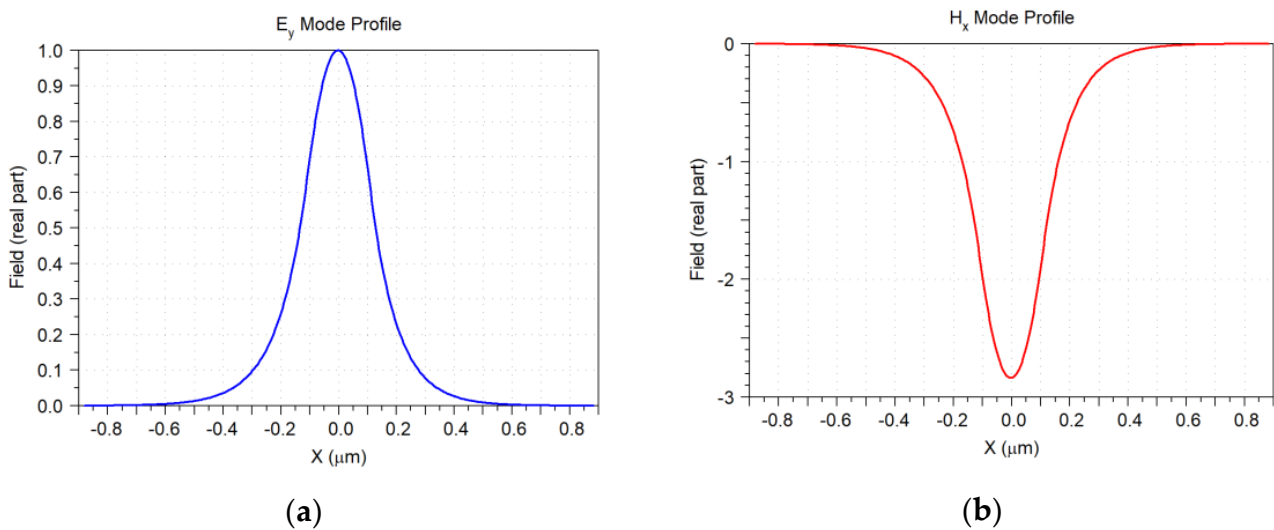 E_y Mode Profile
Field (real part)
1.0
0.9
0.8
0.7
0.6
0.5
0.4
0.3
0.2
0.1
0.0
-0.8 -0.6 -0.4 -0.2 0.0 0.2 0.4 0.6 0.8
X (μm)
(a)
H_x Mode Profile
Field (real part)
0
-1
-2
-3
-0.8 -0.6 -0.4 -0.2 0.0 0.2 0.4 0.6 0.8
X (μm)
(b)